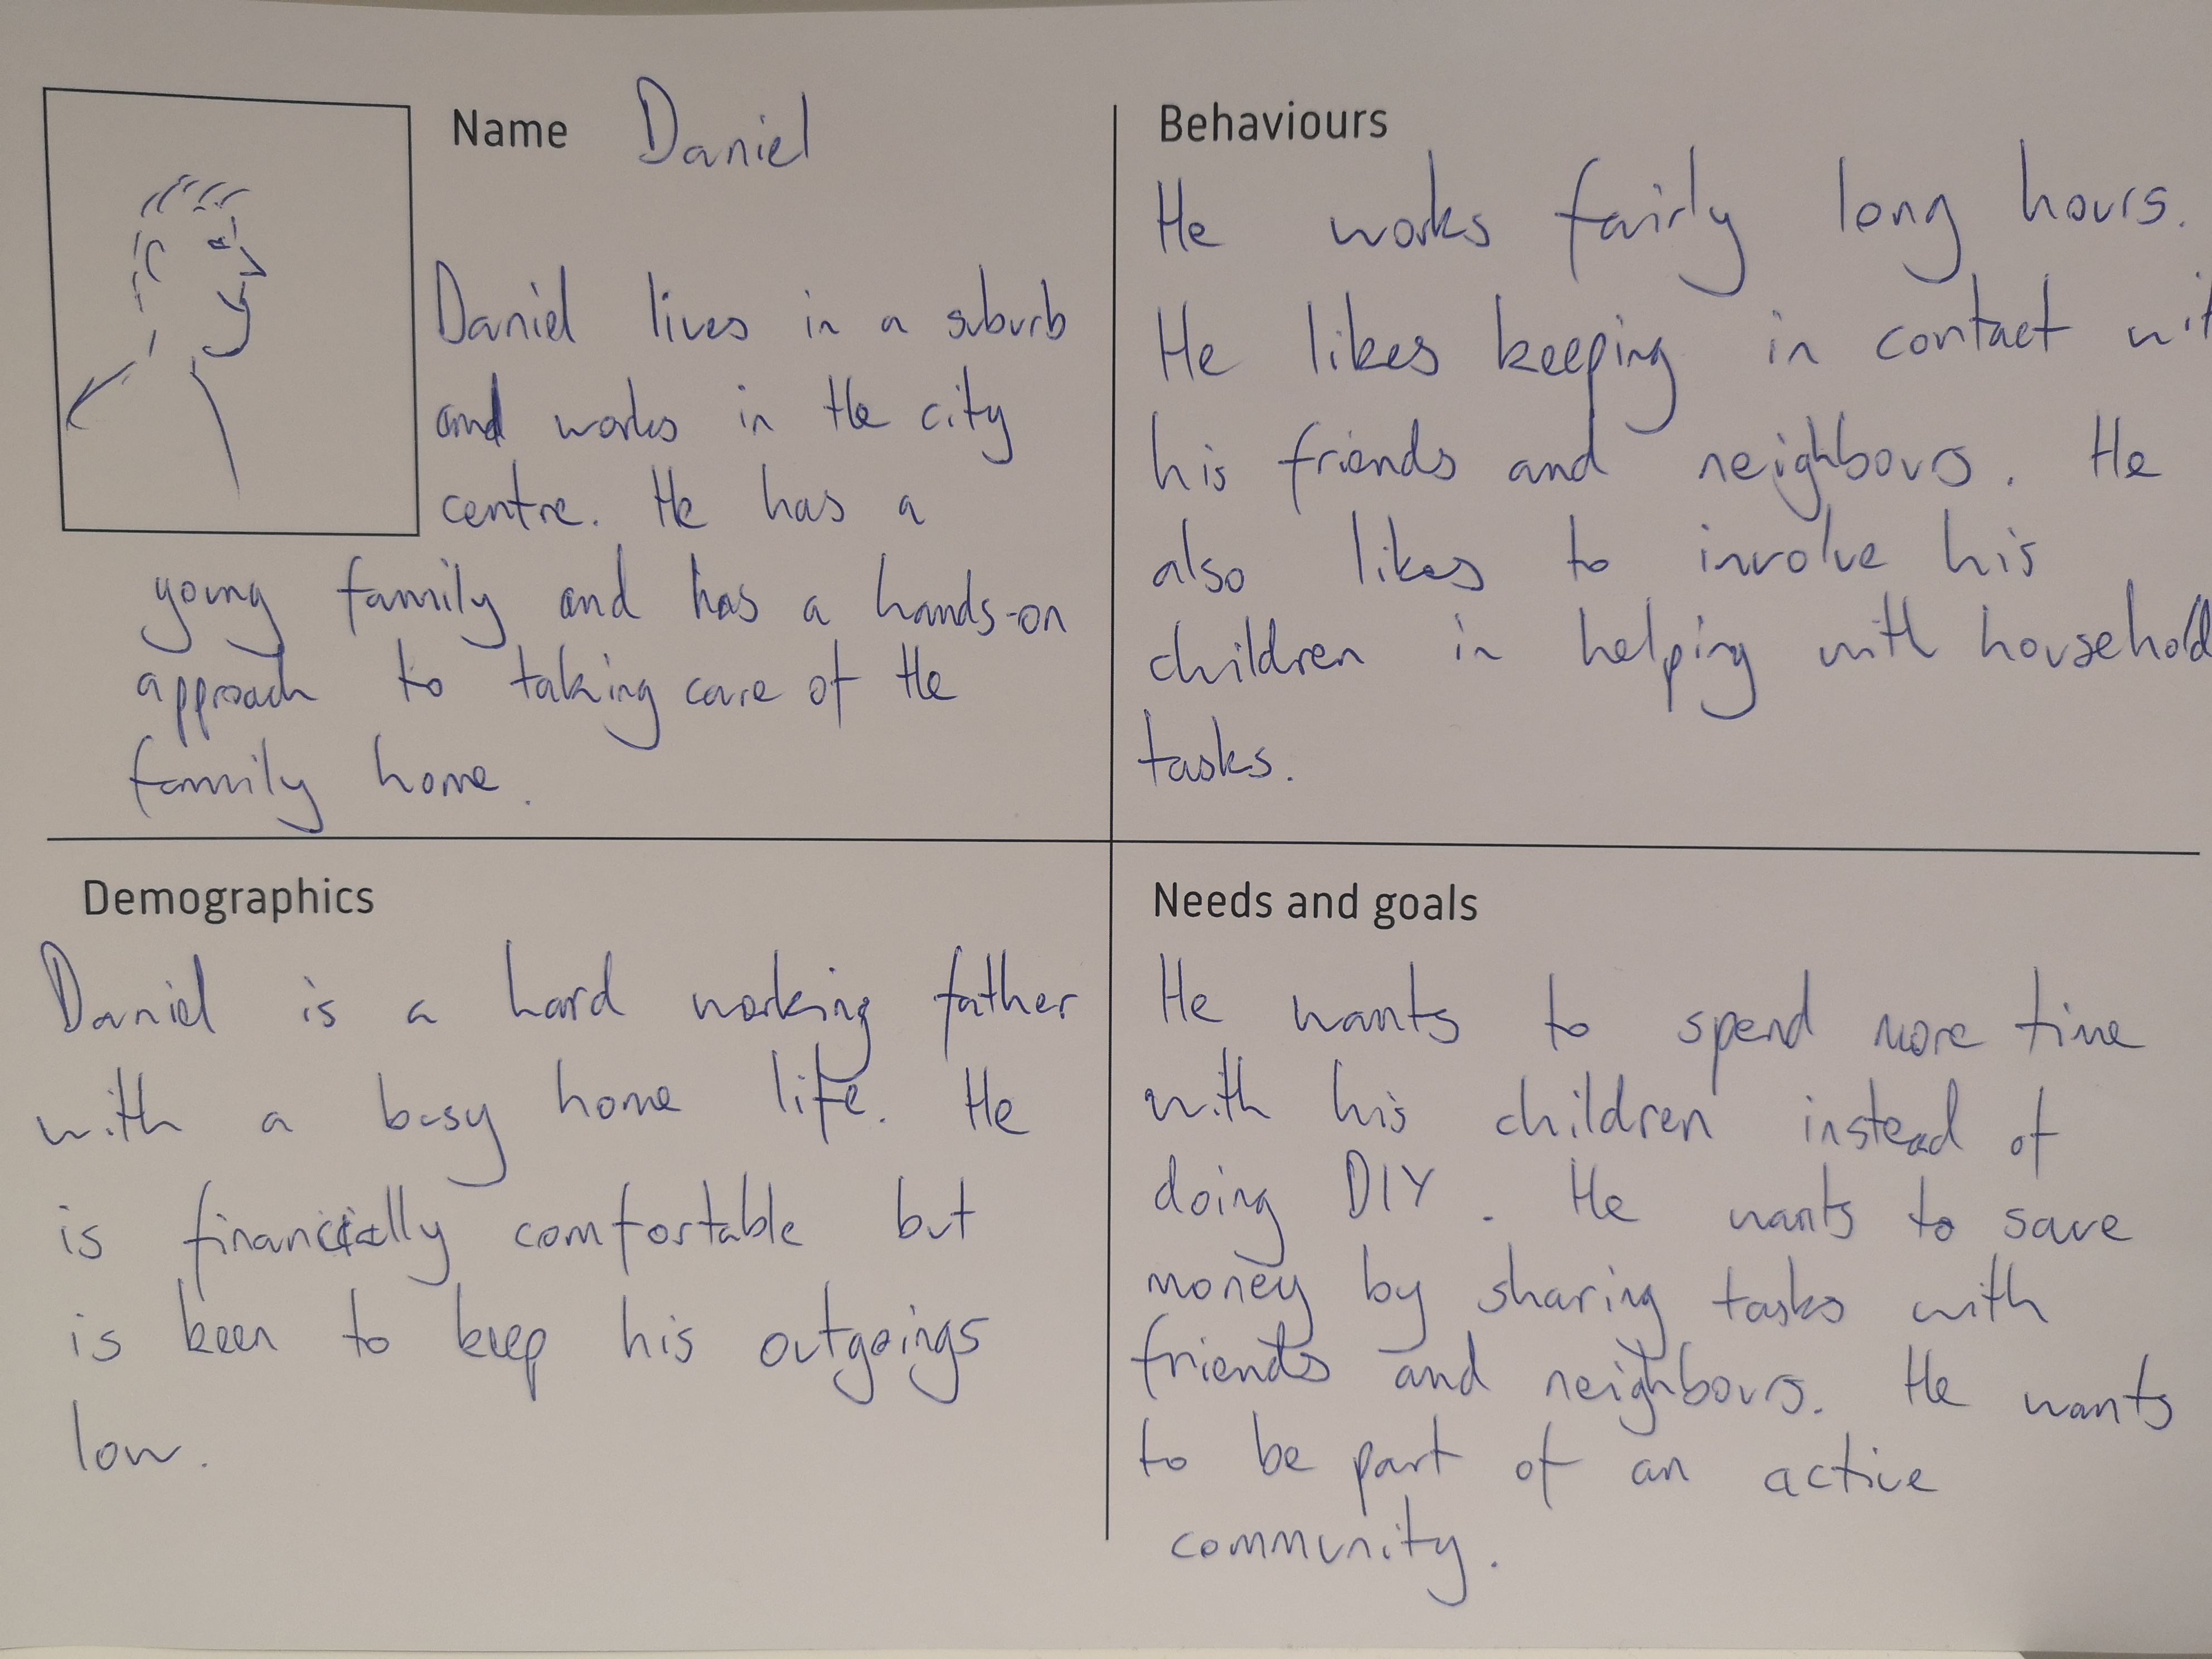 Name Daniel
Daniel lives in a suburb
and works in the city
centre. He has a
young family and has a hands-on
approach to taking care of the
family home.
Behaviours
He works fairly long hours.
He likes keeping in contact wit
his friends and neighbours. He
also likes to involve his
children in helping with household
tasks.
Demographics
Daniel is a hard working father
with a busy home life. He
is financially comfortable but
is keen to keep his outgoings
low.
Needs and goals
He wants to spend more time
with his children instead of
doing DIY. He wants to save
money by sharing tasks with
friends and neighbours. He wants
to be part of an active
community.